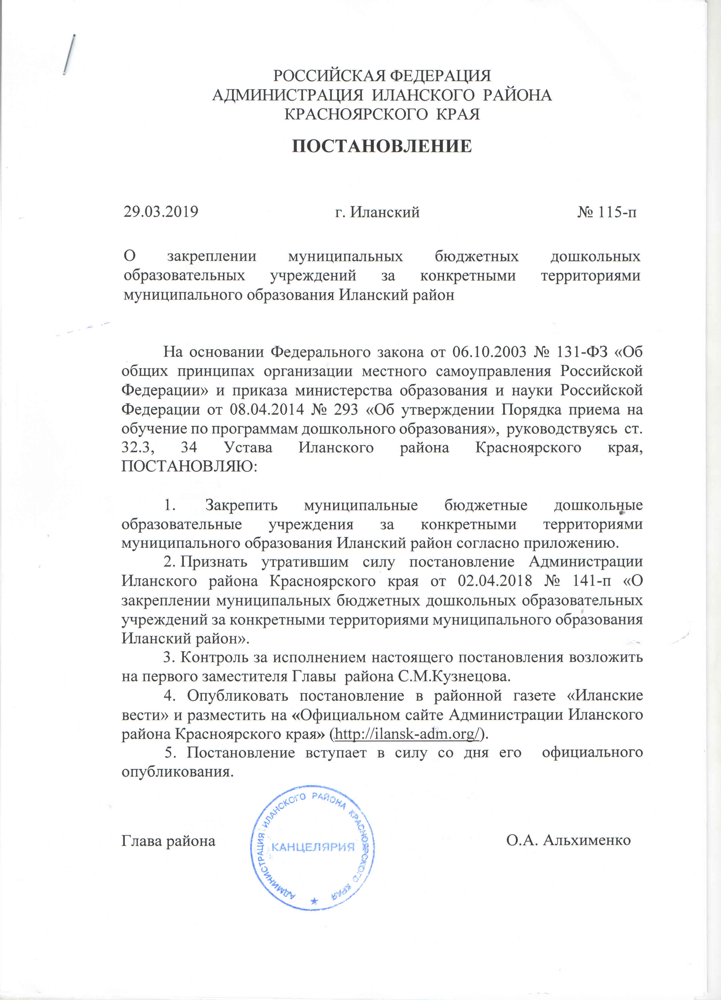 РОССИЙСКАЯ ФЕДЕРАЦИЯ
АДМИНИСТРАЦИЯ ИЛАНСКОГО РАЙОНА
КРАСНОЯРСКОГО КРАЯ
ПОСТАНОВЛЕНИЕ
29.03.2019 г. Иланский № 115-п
О закреплении муниципальных бюджетных дошкольных
образовательных учреждений за конкретными территориями
муниципального образования Иланский район
На основании Федерального закона от 06.10.2003 № 131-ФЗ «Об
общих принципах организации местного самоуправления Российской
Федерации» и приказа министерства образования и науки Российской
Федерации от 08.04.2014 № 293 «Об утверждении Порядка приема на
обучение по программам дошкольного образования», руководствуясь ст.
32.3, 34 Устава Иланского района Красноярского края,
ПОСТАНОВЛЯЮ:
1. Закрепить муниципальные бюджетные дошкольные
образовательные учреждения за конкретными территориями
муниципального образования Иланский район согласно приложению.
2. Признать утратившим силу постановление Администрации
Иланского района Красноярского края от 02.04.2018 № 141-п «О
закреплении муниципальных бюджетных дошкольных образовательных
учреждений за конкретными территориями муниципального образования
Иланский район».
3. Контроль за исполнением настоящего постановления возложить
на первого заместителя Главы района С.М.Кузнецова.
4. Опубликовать постановление в районной газете «Иланские
вести» и разместить на «Официальном сайте Администрации Иланского
района Красноярского края» (http://ilansk-adm.org/).
5. Постановление вступает в силу со дня его официального
опубликования.
Глава района О.А. Альхименко
АДМИНИСТРАЦИЯ ИЛАНСКОГО РАЙОНА КРАСНОЯРСКОГО КРАЯ
КАНЦЕЛЯРИЯ